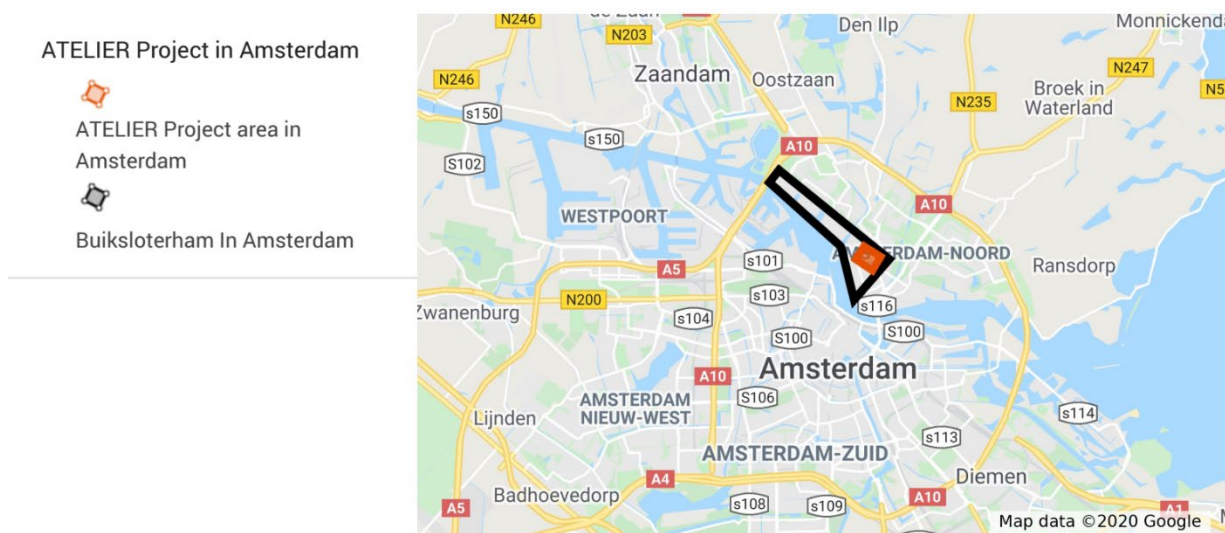 ATELIER Project in Amsterdam
ATELIER Project area in
Amsterdam
Buiksloterham In Amsterdam
N246
N203
Den Ilp
Monnickenda
Zaandam
Oostzaan
N246
N247
Broek in
Waterland
N235
s150
s150
A10
S102
A10
WESTPOORT
s101
A5
Ransdorp
N200
s103
s116
Zwanenburg
s104
S100
S100
Amsterdam
A10
S106
AMSTERDAM
NIEUW-WEST
Lijnden
s114
s113
AMSTERDAM-ZUID
Diemen
A4
Badhoevedorp
A10
A5
s108
s109
A1
Map data ©2020 Google